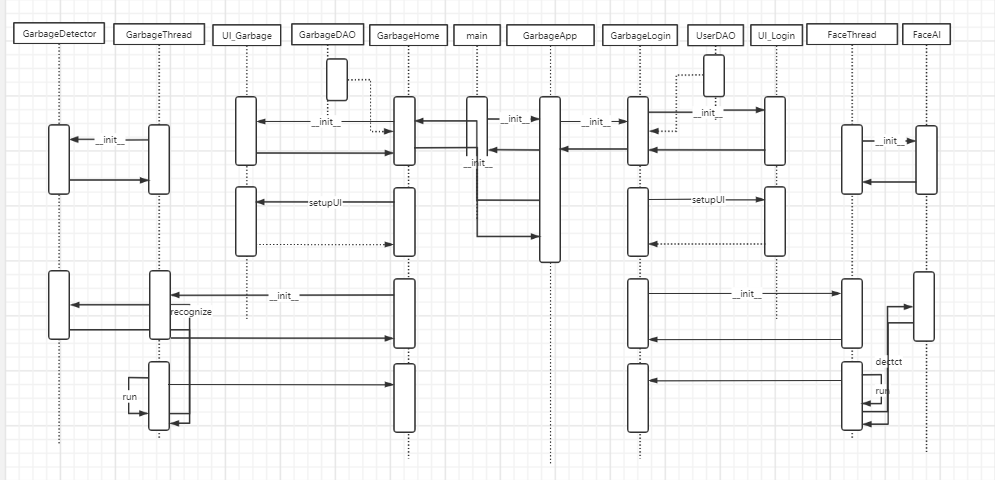 GarbageDetector
GarbageThread
UI_Garbage
GarbageDAO
GarbageHome
main
GarbageApp
GarbageLogin
UserDAO
UI_Login
FaceThread
FaceAI
__init__
__init__
__init__
__init__
__init__
__init__
__init__
setupUI
setupUI
__init__
__init__
recognize
dectct
run
run